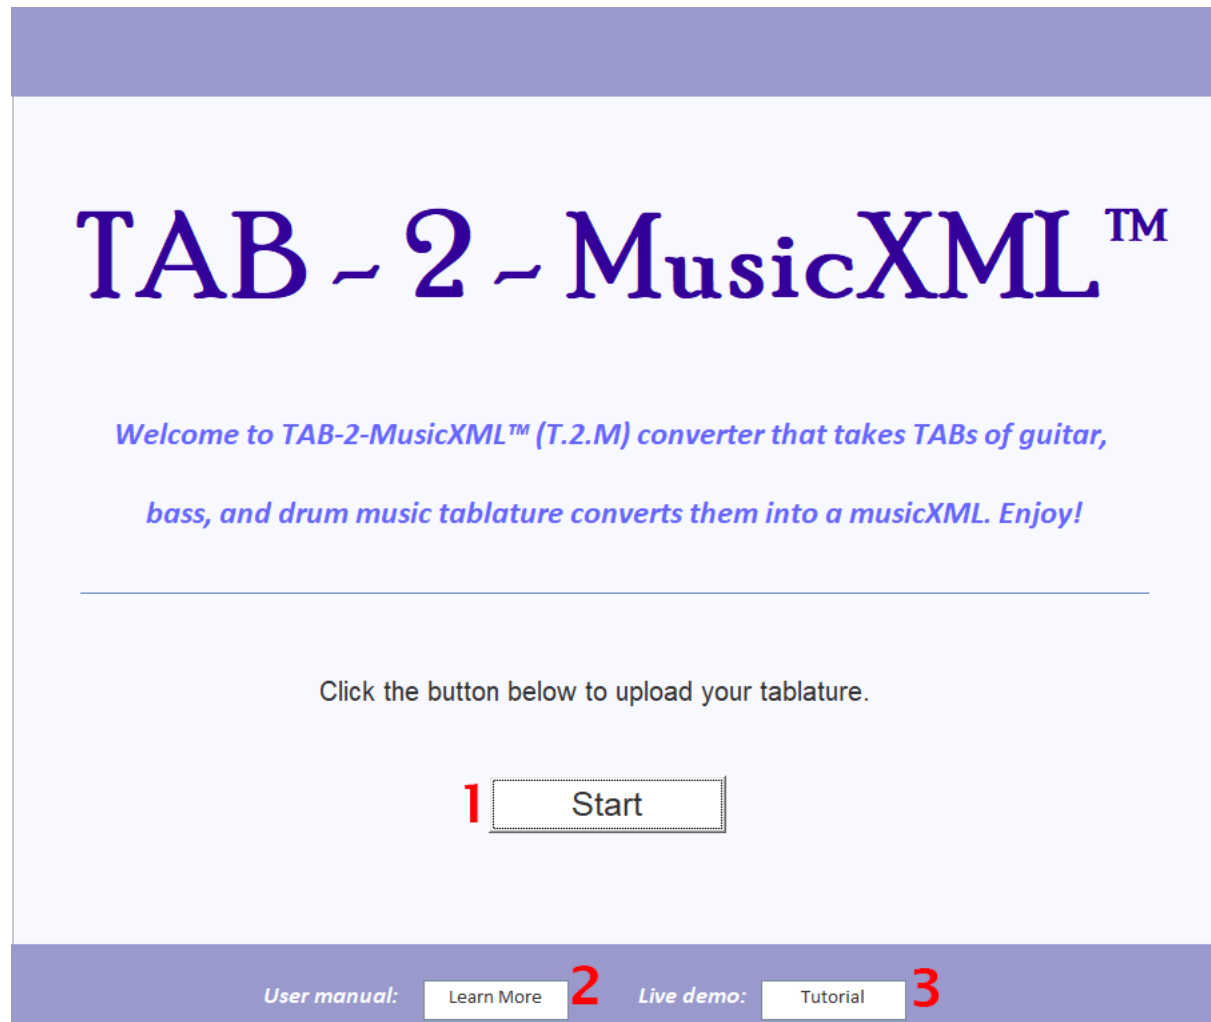 TAB ~ 2 ~ MusicXML™
Welcome to TAB-2-MusicXML™ (T.2.M) converter that takes TABs of guitar,
bass, and drum music tablature converts them into a musicXML. Enjoy!
Click the button below to upload your tablature.
1 Start
User manual: Learn More 2 Live demo: Tutorial 3